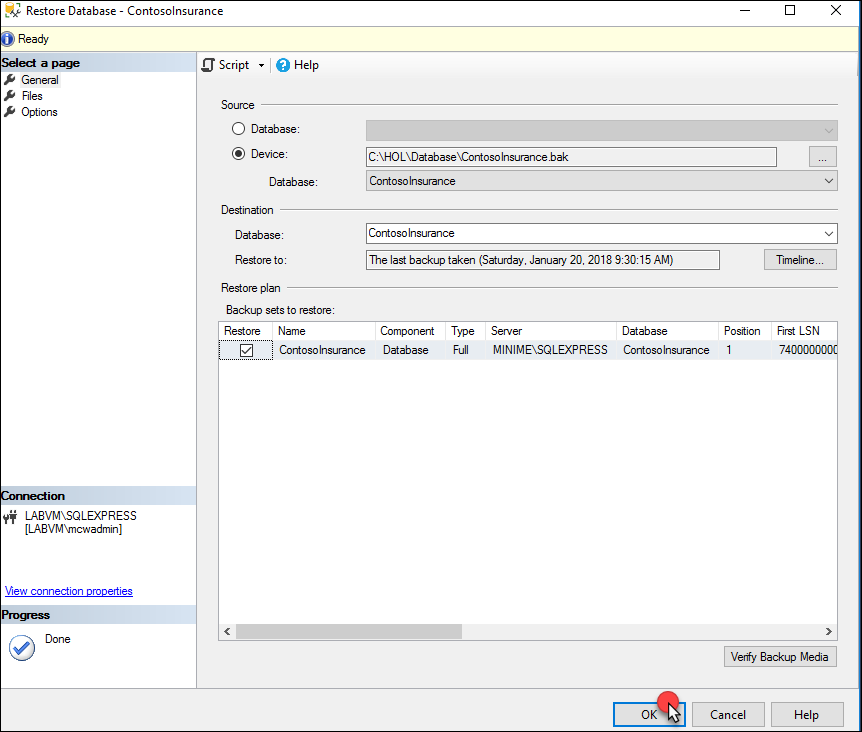 Restore Database - ContosoInsurance
Ready
Select a page
General
Files
Options
Script
Help
Source
Database:
Device:
C:\HOL\Database\ContosoInsurance.bak
...
Database:
ContosoInsurance
Destination
Database:
ContosoInsurance
Restore to:
The last backup taken (Saturday, January 20, 2018 9:30:15 AM)
Timeline...
Restore plan
Backup sets to restore:
Restore Name Component Type Server Database Position First LSN
ContosoInsurance Database Full MINIME\SQLEXPRESS ContosoInsurance 1 7400000000
Connection
LABVM\SQLEXPRESS
[LABVM\mcwadmin]
View connection properties
Progress
Done
Verify Backup Media
OK Cancel Help